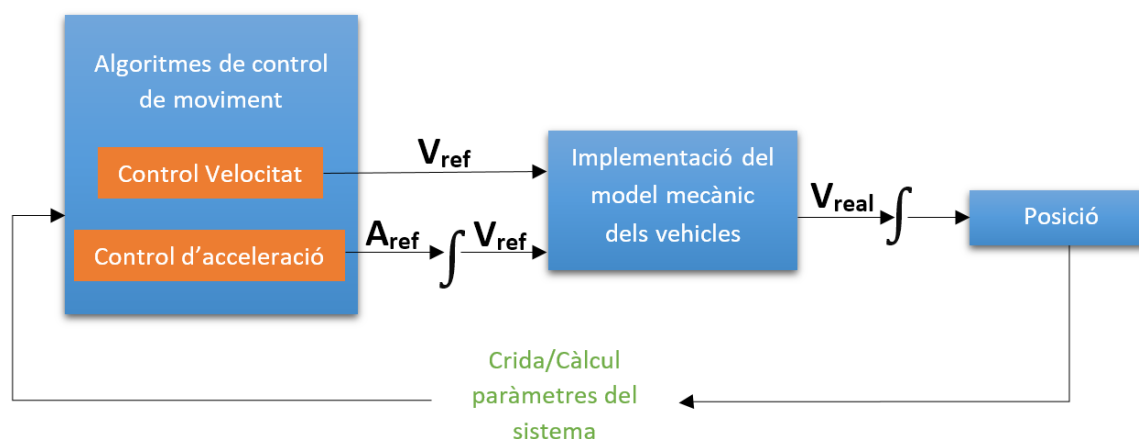 Algoritmes de control
de moviment
Control Velocitat
Control d'acceleració
Vref
Aref
∫
Vref
Implementació del
model mecànic
dels vehicles
Vreal
∫
Posició
Crida/Càlcul
paràmetres del
sistema